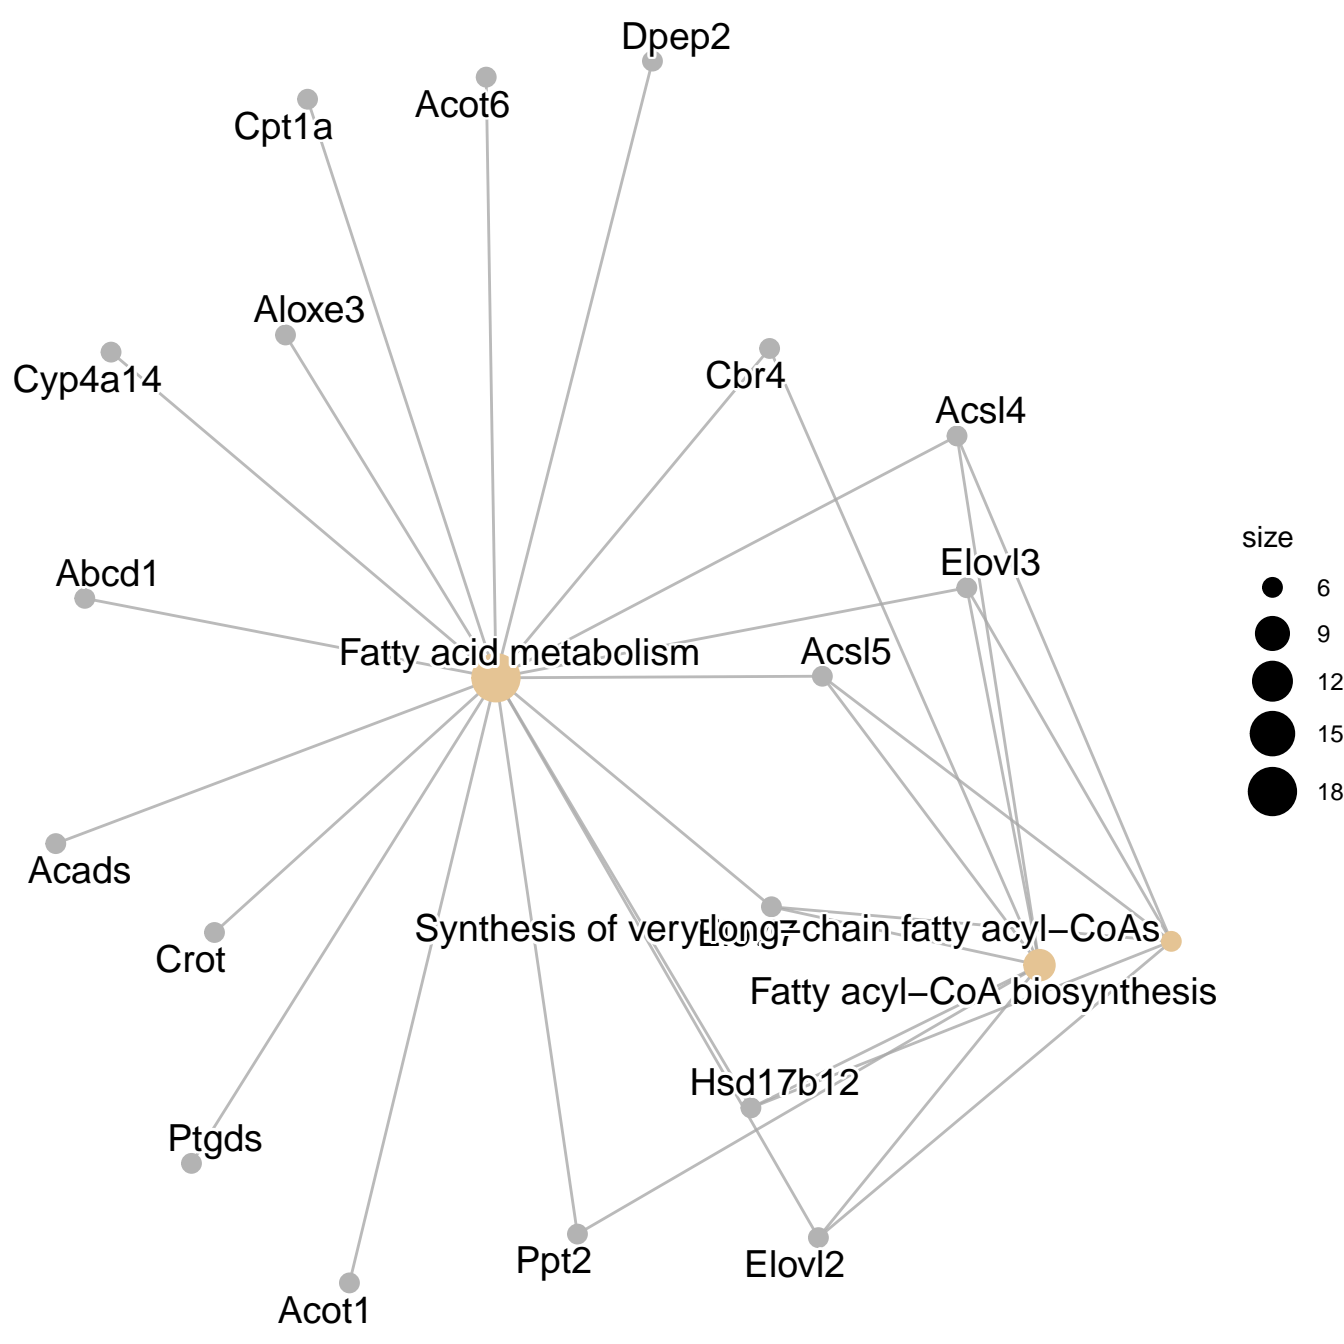 Dpep2
Acot6
Cpt1a
Aloxe3
Cyp4a14
Cbr4
Acsl4
size
Elovl3
Abcd1
6
9
Fatty acid metabolism
Acsl5
12
15
18
Acads
Synthesis of very long−chain fatty acyl−CoAs
Crot
Fatty acyl−CoA biosynthesis
Hsd17b12
Ptgds
Ppt2
Elovl2
Acot1